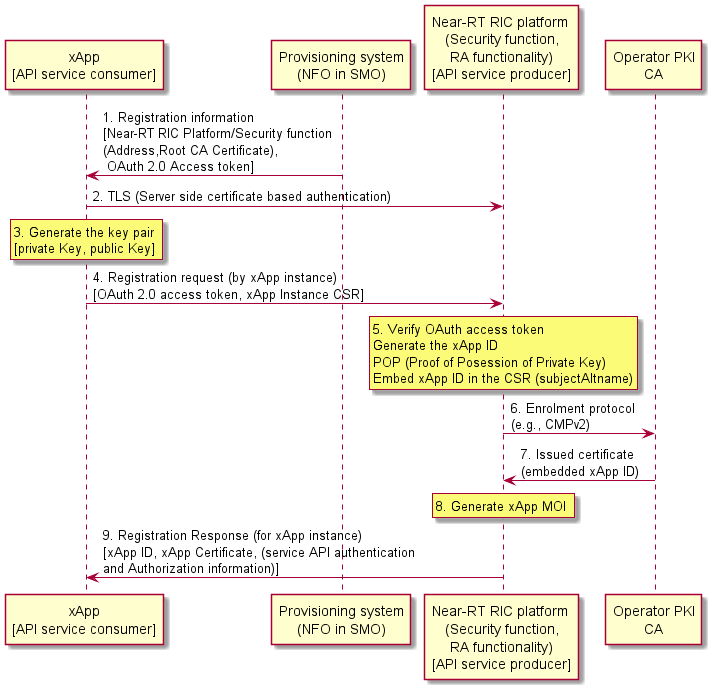 xApp
[API service consumer]
Provisioning system
(NFO in SMO)
Near-RT RIC platform
(Security function,
RA functionality)
[API service producer]
Operator PKI
CA
1. Registration information
[Near-RT RIC Platform/Security function
(Address,Root CA Certificate),
OAuth 2.0 Access token]
2. TLS (Server side certificate based authentication)
3. Generate the key pair
[private Key, public Key]
4. Registration request (by xApp instance)
[OAuth 2.0 access token, xApp Instance CSR]
5. Verify OAuth access token
Generate the xApp ID
POP (Proof of Posession of Private Key)
Embed xApp ID in the CSR (subjectAltname)
6. Enrolment protocol
(e.g., CMPv2)
7. Issued certificate
(embedded xApp ID)
8. Generate xApp MOI
9. Registration Response (for xApp instance)
[xApp ID, xApp Certificate, (service API authentication
and Authorization information)]
xApp
[API service consumer]
Provisioning system
(NFO in SMO)
Near-RT RIC platform
(Security function,
RA functionality)
[API service producer]
Operator PKI
CA